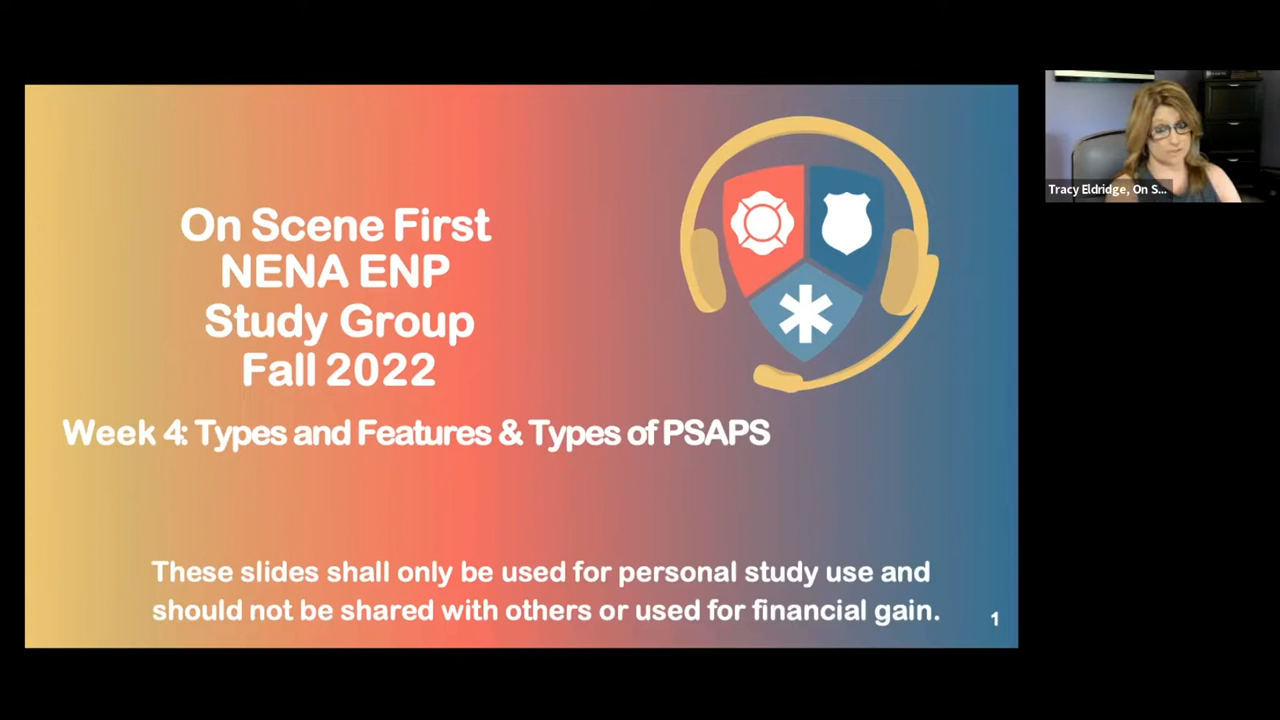 On Scene First
NENA ENP
Study Group
Fall 2022
Week 4: Types and Features & Types of PSAPS
These slides shall only be used for personal study use and
should not be shared with others or used for financial gain.
1
Tracy Eldridge, On S...